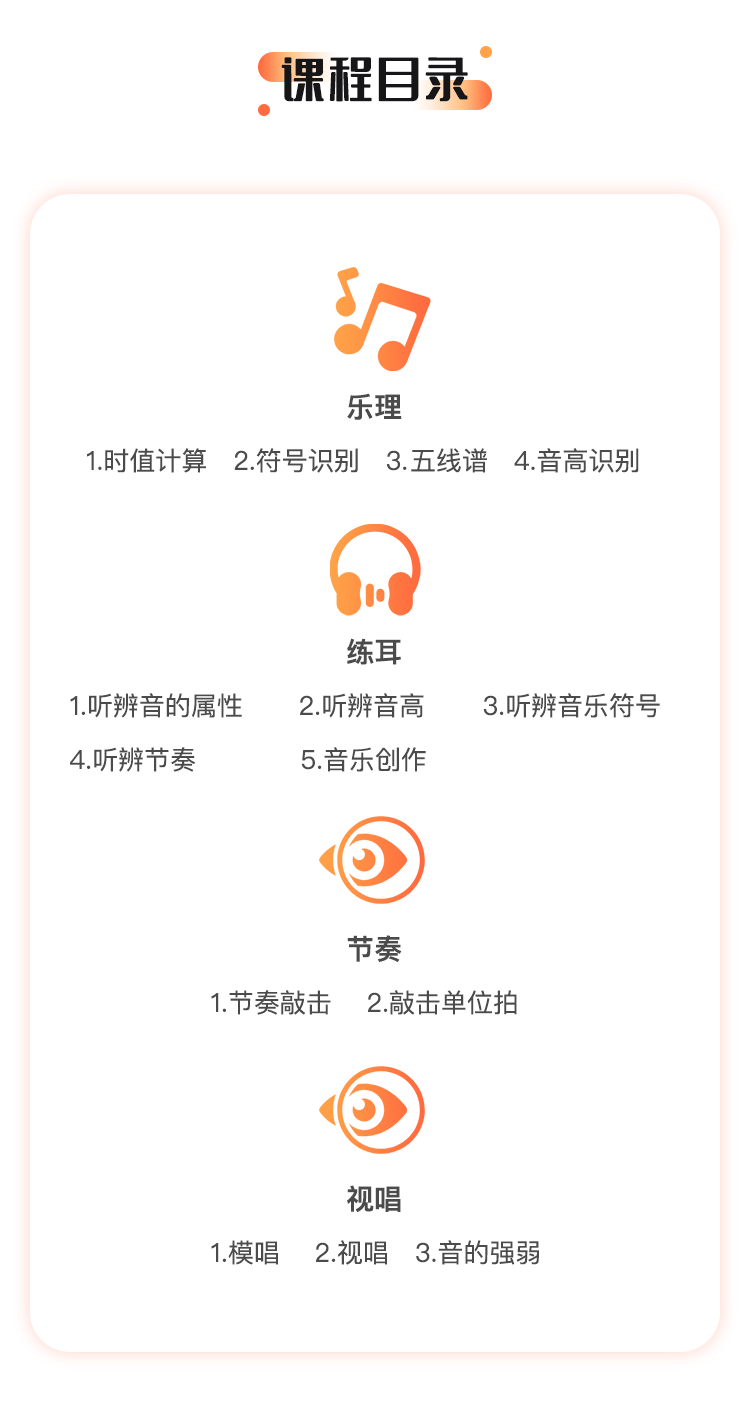 课程目录
乐理
1.时值计算 2.符号识别 3.五线谱 4.音高识别
练耳
1.听辨音的属性 2.听辨音高 3.听辨音乐符号
4.听辨节奏 5.音乐创作
节奏
1.节奏敲击 2.敲击单位拍
视唱
1.模唱 2.视唱 3.音的强弱